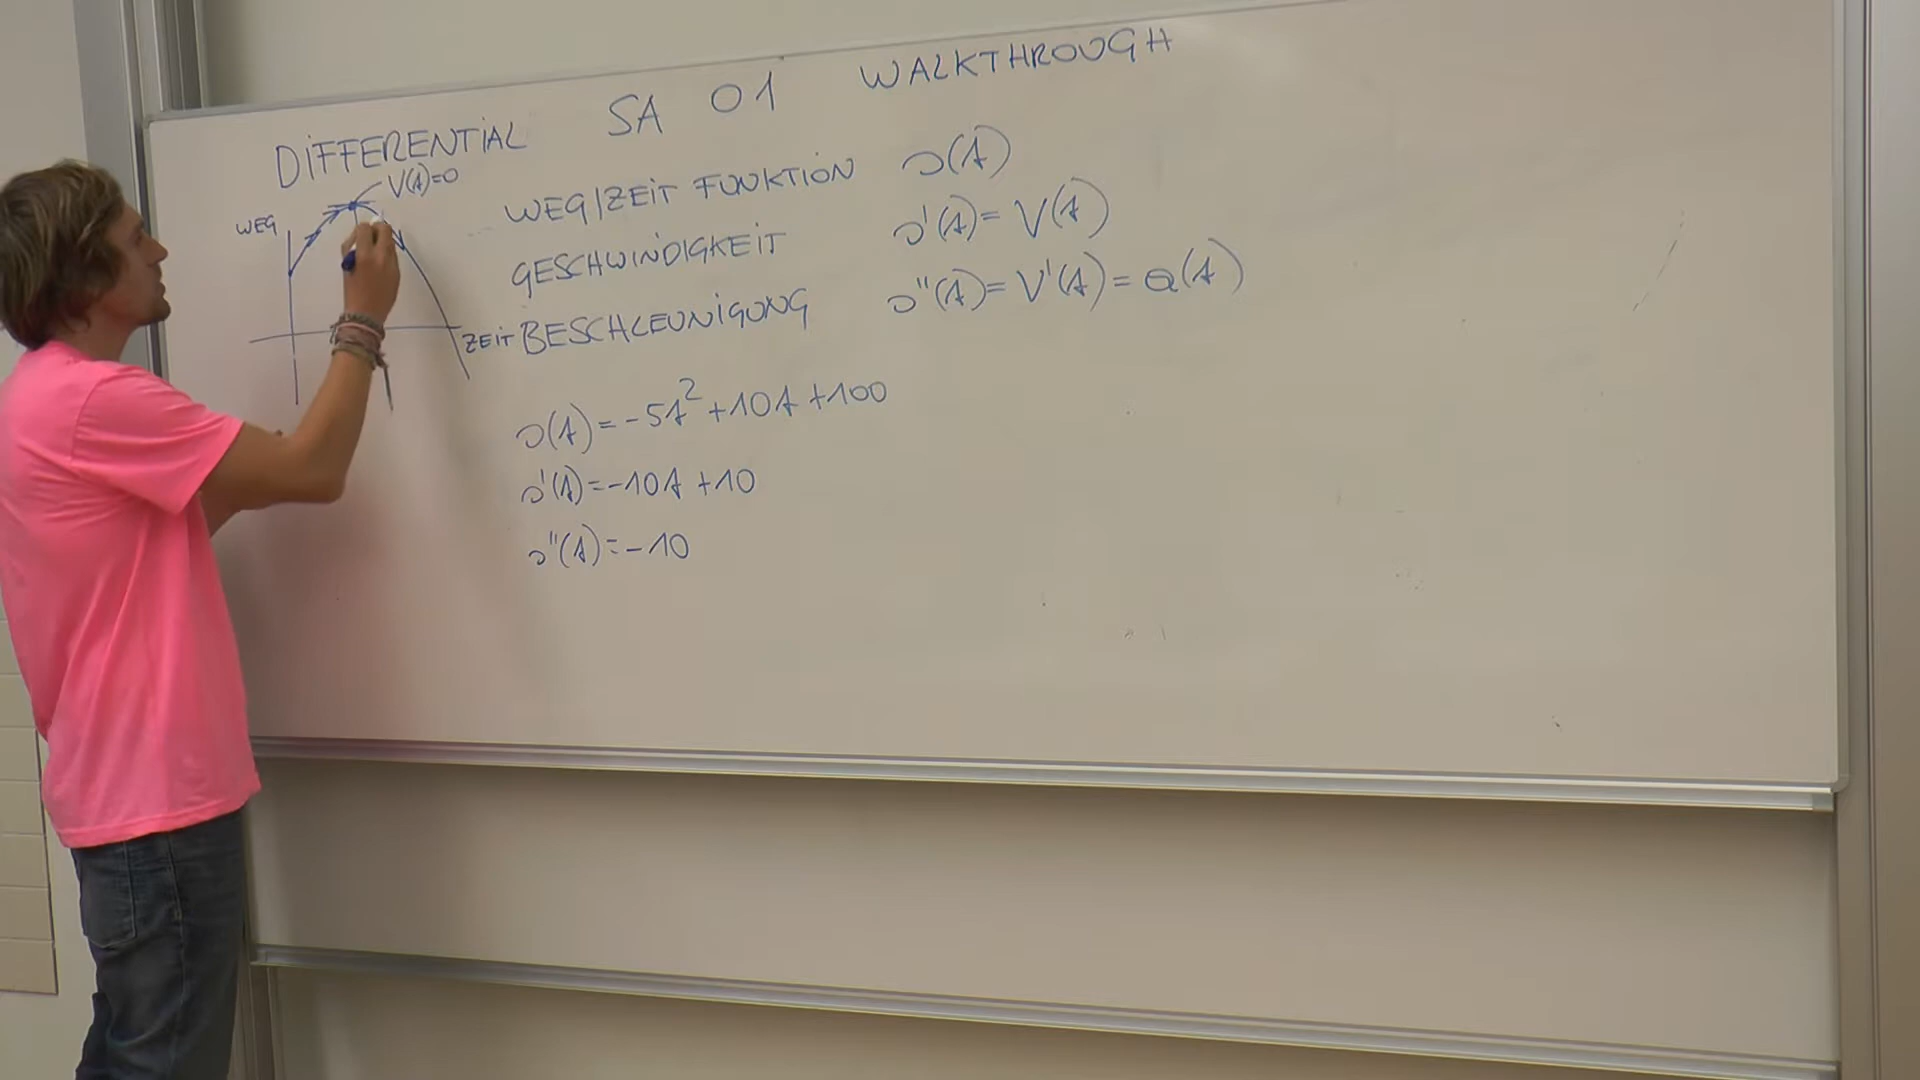 DIFFERENTIAL SA 01 WALKTHROUGH
V(t)=0
WEG
ZEIT
WEG/ZEIT FUNKTION s(t)
GESCHWINDIGKEIT s'(t)=V(t)
BESCHLEUNIGUNG s''(t)=V'(t)=a(t)
s(t)=-5t²+10t+100
s'(t)=-10t+10
s''(t)=-10